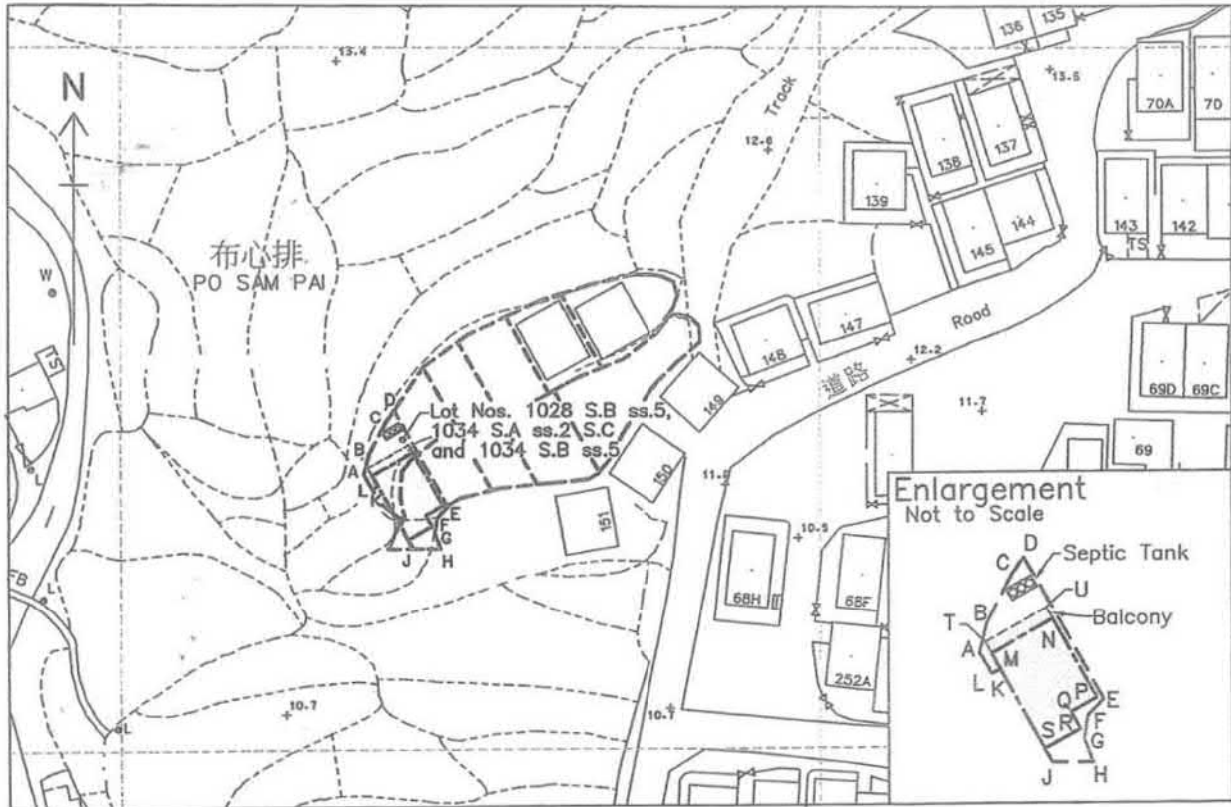 136
135
13.4
N
Track
13.5
70A
70
12.6
138
137
139
143
142
TS
144
145
布心排
PO SAM PAI
W
TS
147
148
Road
道路
12.2
149
69D
69C
11.7
D
C
Lot Nos. 1028 S.B ss.5,
1034 S.A ss.2 S.C
and 1034 S.B ss.5
B
A
L
K
E
F
G
J
H
150
151
69
L
FB
L
10.5
68H
68F
252A
10.7
10.7
L
Enlargement
Not to Scale
D
C
Septic Tank
U
B
Balcony
T
N
A
M
L
K
P
E
Q
F
R
G
S
J
H